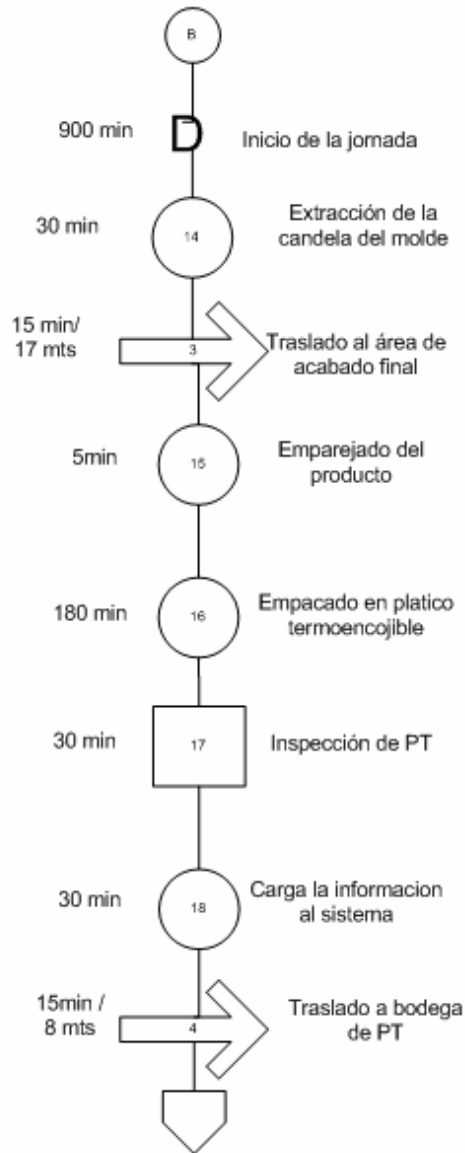 B
900 min
D
Inicio de la jornada
30 min
14
Extracción de la
candela del molde
15 min/
17 mts
3
Traslado al área de
acabado final
5min
15
Emparejado del
producto
180 min
16
Empacado en platico
termoencojible
30 min
17
Inspección de PT
30 min
18
Carga la informacion
al sistema
15min /
8 mts
4
Traslado a bodega
de PT